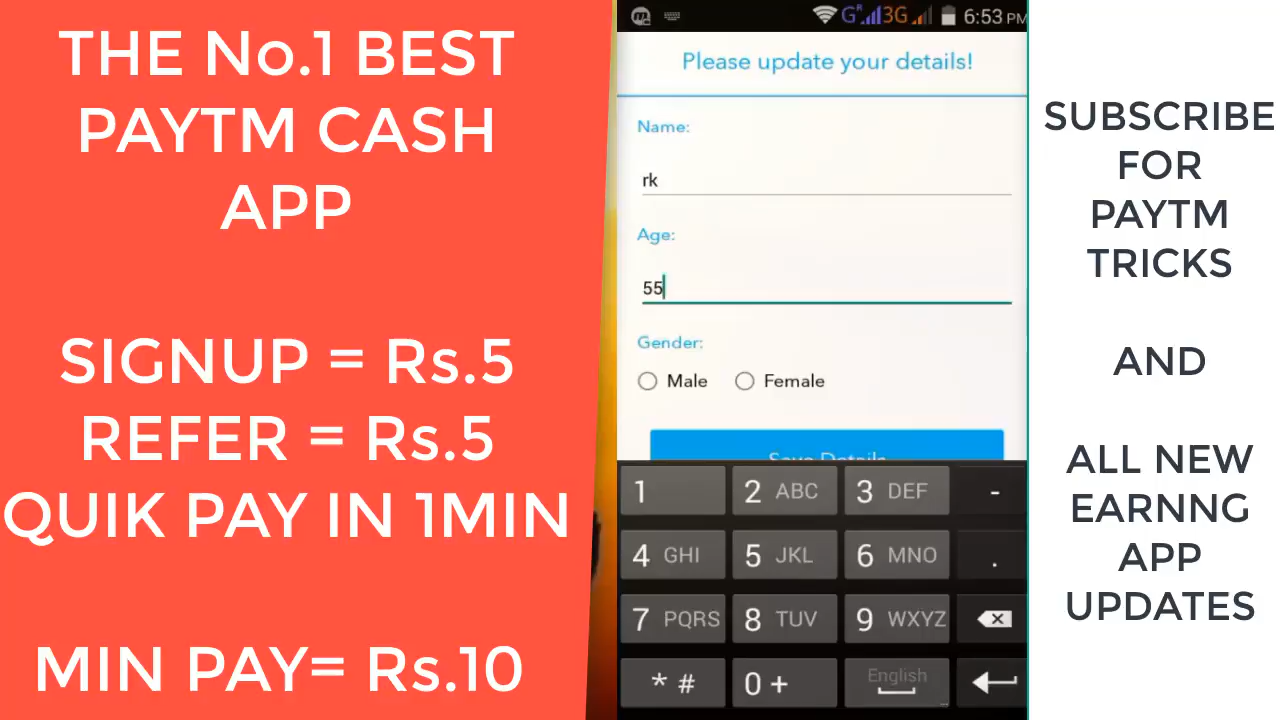 THE No.1 BEST
PAYTM CASH
APP
SIGNUP = Rs.5
REFER = Rs.5
QUIK PAY IN 1MIN
MIN PAY= Rs.10
G R 3G 6:53 PM
Please update your details!
Name:
rk
Age:
55
Gender:
Male Female
Save Details
1 2 ABC 3 DEF -
4 GHI 5 JKL 6 MNO .
7 PQRS 8 TUV 9 WXYZ
* # 0 + English
SUBSCRIBE
FOR
PAYTM
TRICKS
AND
ALL NEW
EARNNG
APP
UPDATES